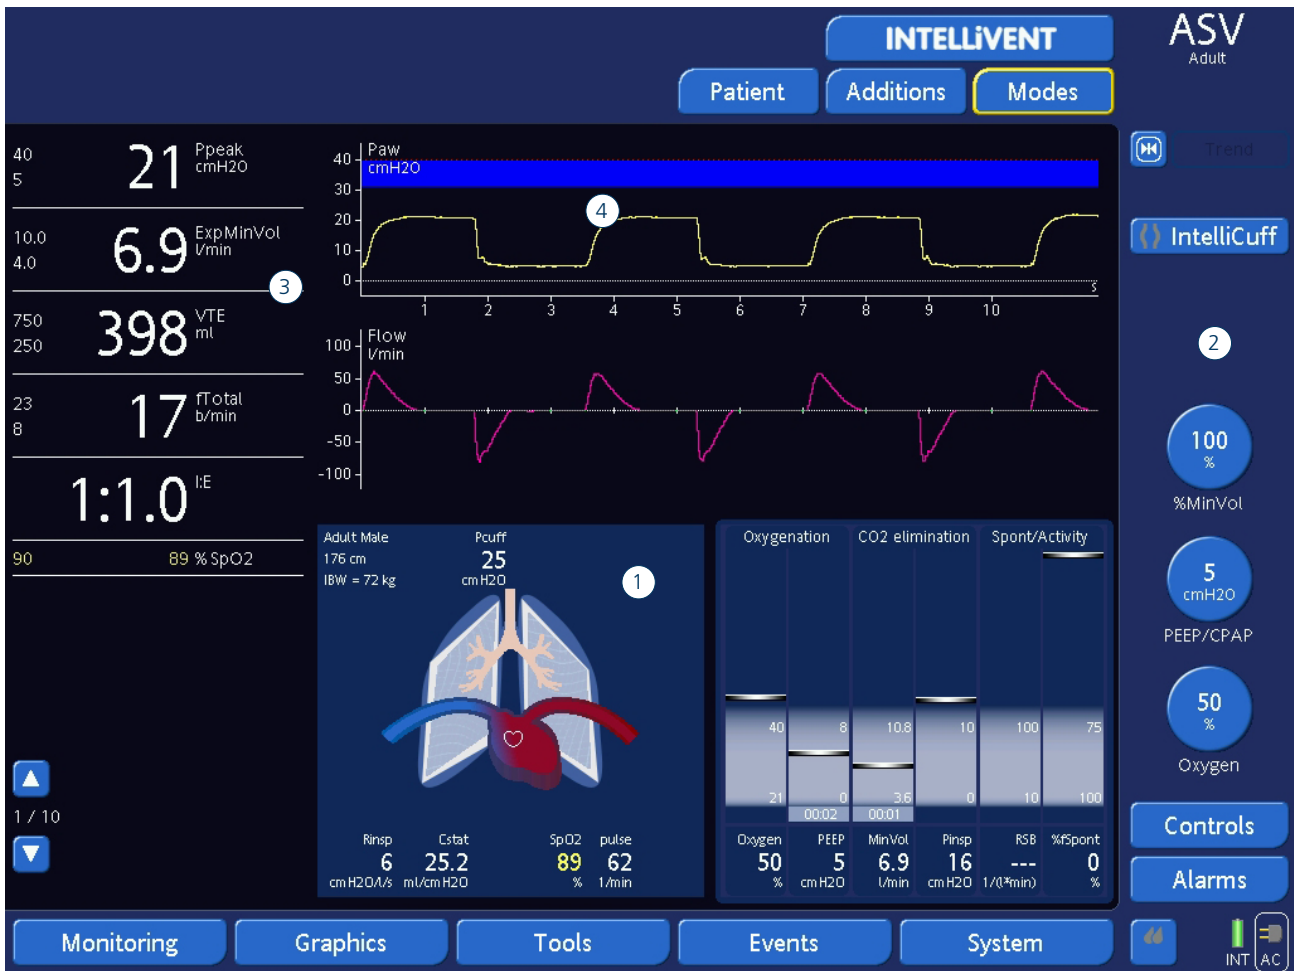 INTELLiVENT
ASV
Adult
Patient
Additions
Modes
40
5
21
Ppeak
cmH2O
10.0
4.0
6.9
ExpMinVol
l/min
3
750
250
398
VTE
ml
23
8
17
fTotal
b/min
1:1.0
I:E
90
89 %SpO2
1 / 10
Paw
cmH2O
40
30
20
10
0
4
s
1 2 3 4 5 6 7 8 9 10
Flow
l/min
100
50
0
-50
-100
Trend
IntelliCuff
2
100
%
%MinVol
5
cmH2O
PEEP/CPAP
50
%
Oxygen
Controls
Alarms
Adult Male
176 cm
IBW = 72 kg
Pcuff
25
cmH2O
1
Rinsp
6
cmH2O/l/s
Cstat
25.2
ml/cmH2O
SpO2
89
%
pulse
62
1/min
Oxygenation CO2 elimination Spont/Activity
40 8 10.8 10 100 75
21 0 3.6 0 10 100
00:02 00:01
Oxygen PEEP MinVol Pinsp RSB %fSpont
50 5 6.9 16 --- 0
% cmH2O l/min cmH2O 1/(l*min) %
Monitoring
Graphics
Tools
Events
System
INT
AC